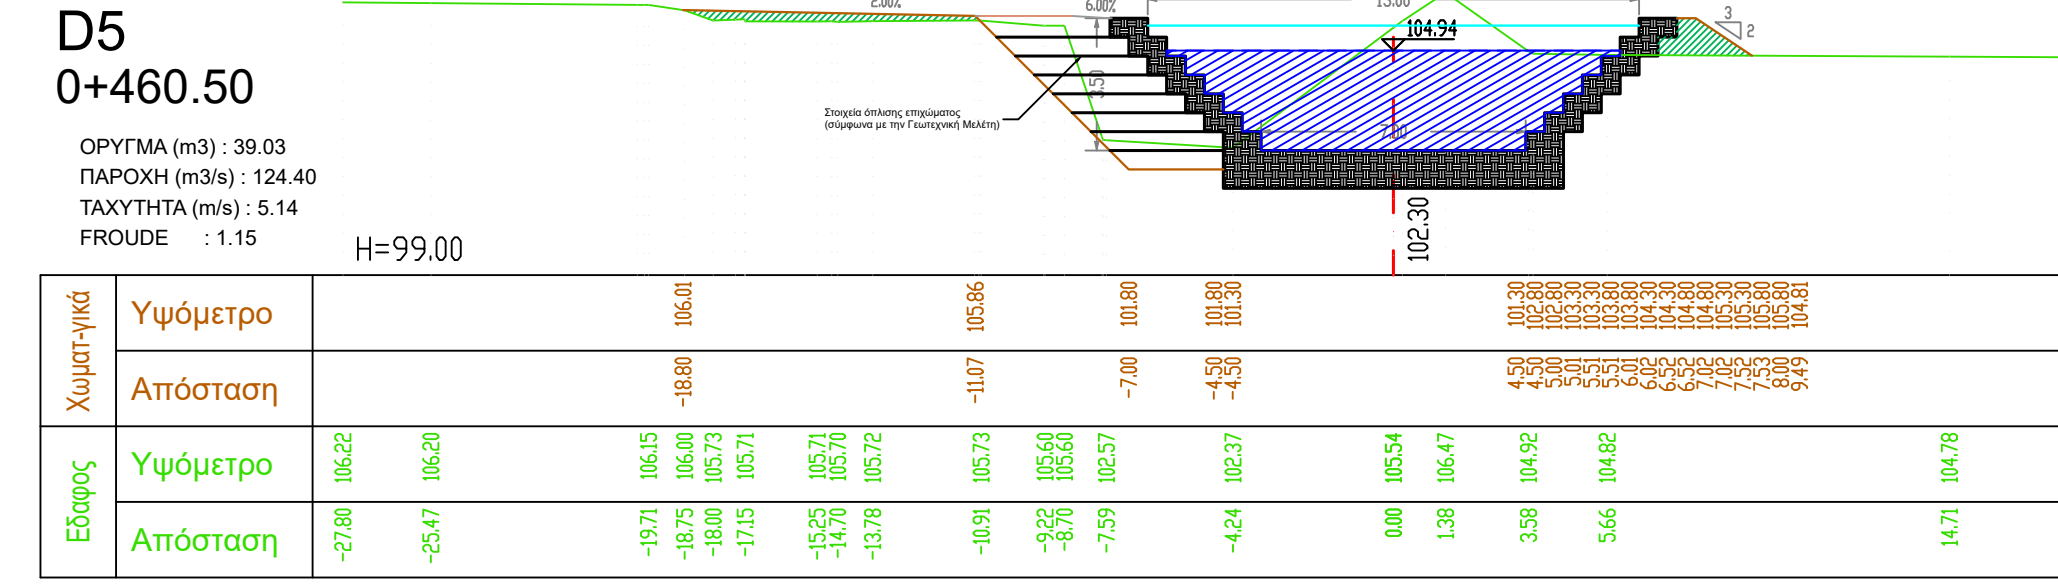 2.00%
6.00%
13.00
3
2
D5
0+460.50
104.94
3.50
Στοιχεία όπλισης επιχώματος
(σύμφωνα με την Γεωτεχνική Μελέτη)
7.00
ΟΡΥΓΜΑ (m3) : 39.03
ΠΑΡΟΧΗ (m3/s) : 124.40
ΤΑΧΥΤΗΤΑ (m/s) : 5.14
FROUDE : 1.15
H=99.00
102.30
Χωματ-γικά
Υψόμετρο 106.01 105.86 101.80 101.80 101.30 101.30 102.80 102.80 103.30 103.30 103.80 103.80 104.30 104.30 104.80 104.80 105.30 105.30 105.80 105.80 104.81
Απόσταση -18.80 -11.07 -7.00 -4.50 -4.50 4.50 4.50 5.00 5.01 5.51 5.51 6.01 6.02 6.52 6.52 7.02 7.02 7.52 7.53 8.00 9.49
Εδαφος
Υψόμετρο 106.22 106.20 106.15 106.00 105.73 105.71 105.71 105.70 105.72 105.73 105.60 105.60 102.57 102.37 105.54 106.47 104.92 104.82 104.78
Απόσταση -27.80 -25.47 -19.71 -18.75 -18.00 -17.15 -15.25 -14.70 -13.78 -10.91 -9.22 -8.70 -7.59 -4.24 0.00 1.38 3.58 5.66 14.71